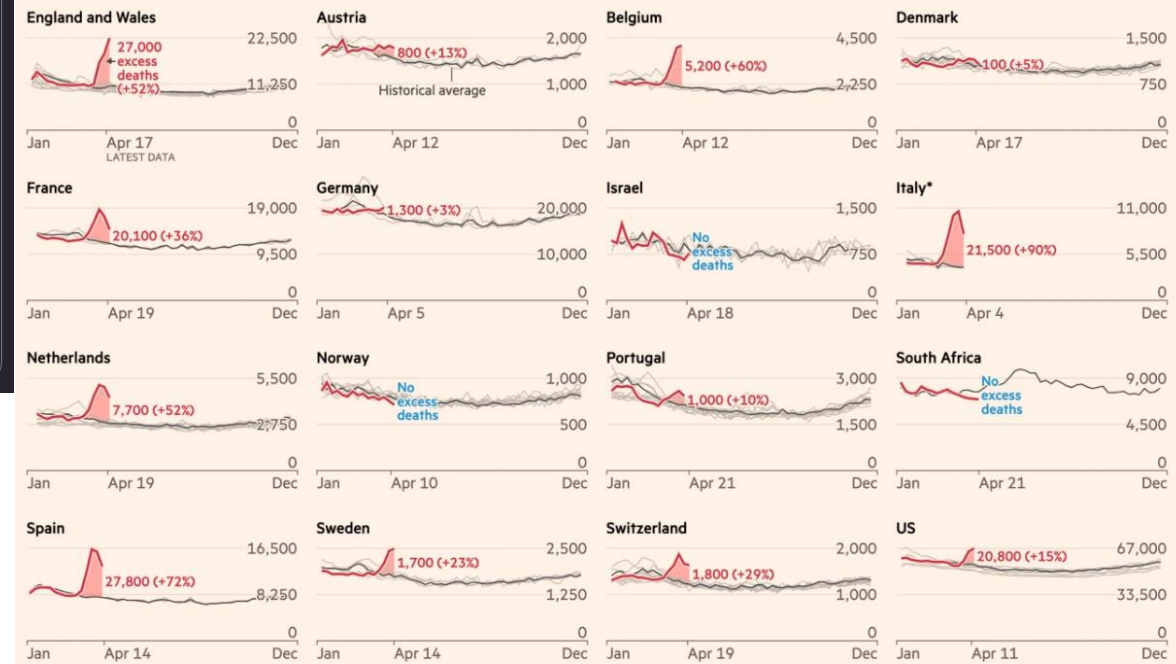 England and Wales
22,500
27,000
excess
deaths
(+52%)
11,250
0
Jan
Apr 17
Dec
LATEST DATA
Austria
2,000
800 (+13%)
Historical average
1,000
0
Jan
Apr 12
Dec
Belgium
4,500
5,200 (+60%)
2,250
0
Jan
Apr 12
Dec
Denmark
1,500
100 (+5%)
750
0
Jan
Apr 17
Dec
France
19,000
20,100 (+36%)
9,500
0
Jan
Apr 19
Dec
Germany
20,000
1,300 (+3%)
10,000
0
Jan
Apr 5
Dec
Israel
1,500
No
excess
deaths
750
0
Jan
Apr 18
Dec
Italy*
11,000
21,500 (+90%)
5,500
0
Jan
Apr 4
Dec
Netherlands
5,500
7,700 (+52%)
2,750
0
Jan
Apr 19
Dec
Norway
1,000
No
excess
deaths
500
0
Jan
Apr 10
Dec
Portugal
3,000
1,000 (+10%)
1,500
0
Jan
Apr 21
Dec
South Africa
9,000
No
excess
deaths
4,500
0
Jan
Apr 21
Dec
Spain
16,500
27,800 (+72%)
8,250
0
Jan
Apr 14
Dec
Sweden
2,500
1,700 (+23%)
1,250
0
Jan
Apr 14
Dec
Switzerland
2,000
1,800 (+29%)
1,000
0
Jan
Apr 19
Dec
US
67,000
20,800 (+15%)
33,500
0
Jan
Apr 11
Dec